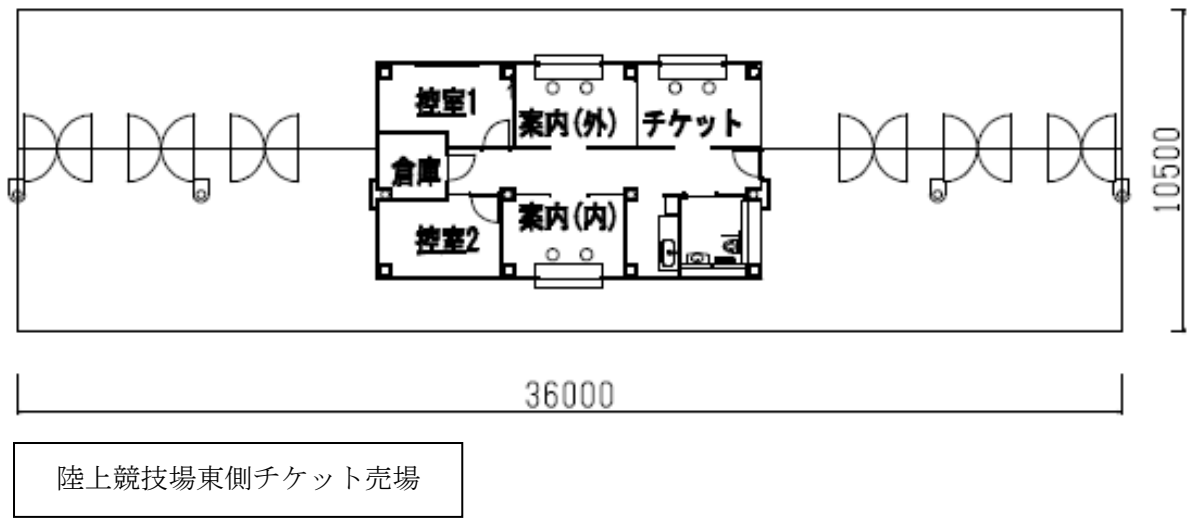 控室1
案内(外)
チケット
倉庫
控室2
案内(内)
10500
36000
陸上競技場東側チケット売場